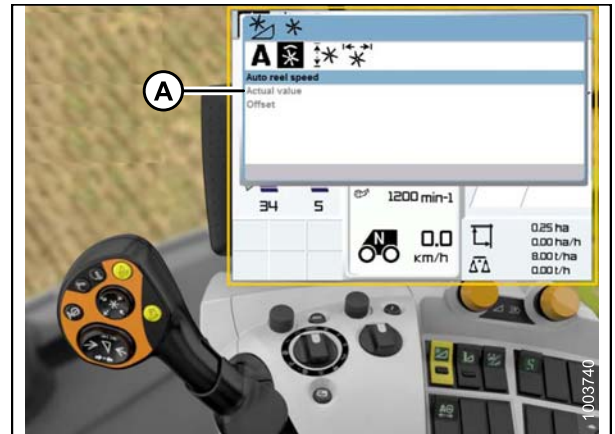 A
Auto reel speed
Actual value
Offset
A
34
5
1200 min-1
N
0.0
км/h
0.25 ha
0.00 ha/h
8.00 t/ha
0.00 t/h
S
1003740